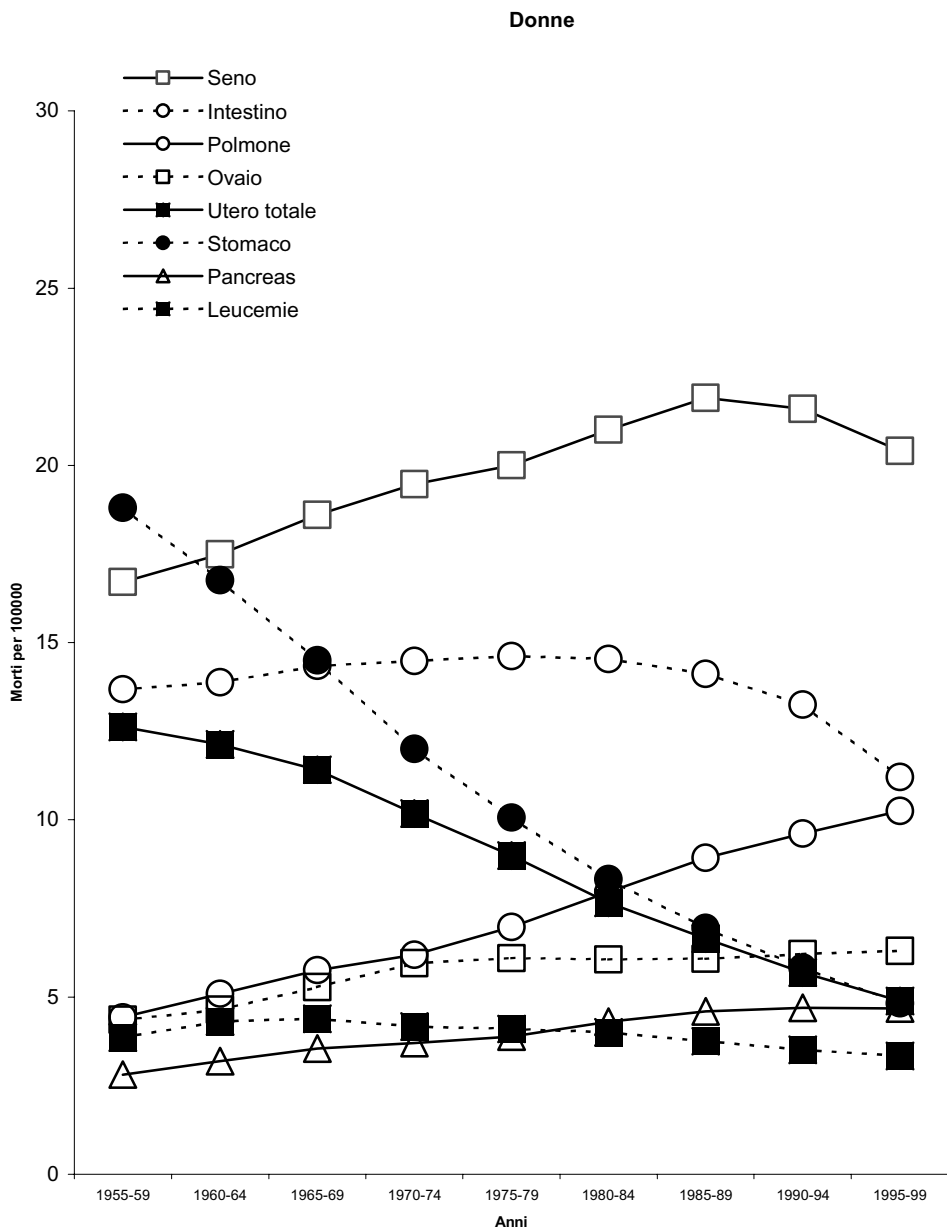 Donne
Seno
Intestino
Polmone
Ovaio
Utero totale
Stomaco
Pancreas
Leucemie
30
25
20
15
10
5
0
Morti per 100000
1955-59 1960-64 1965-69 1970-74 1975-79 1980-84 1985-89 1990-94 1995-99
Anni